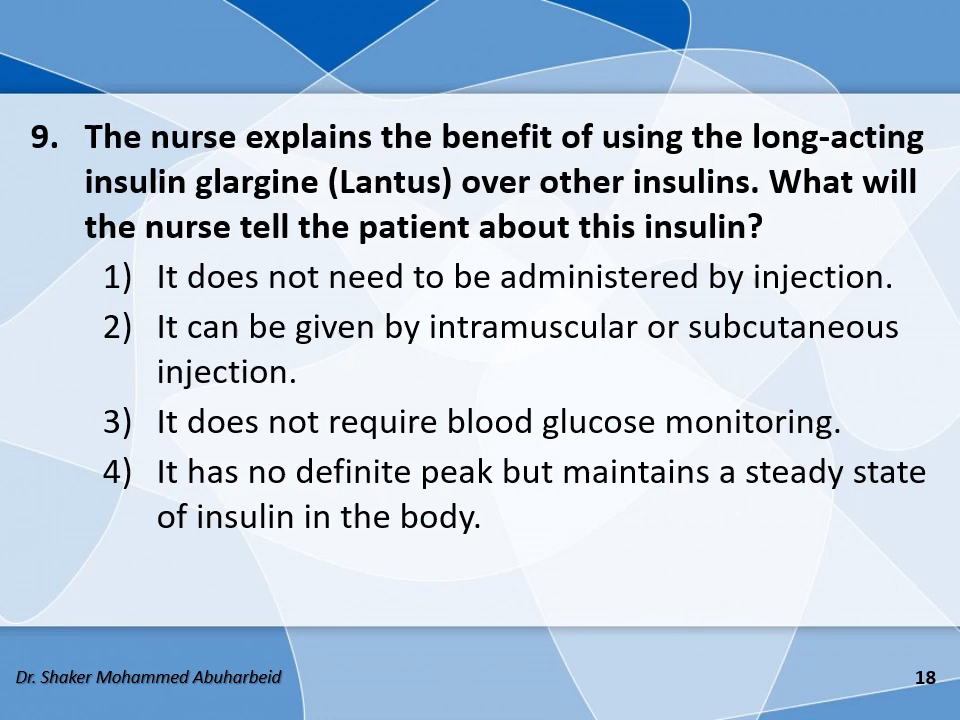 9. The nurse explains the benefit of using the long-acting
insulin glargine (Lantus) over other insulins. What will
the nurse tell the patient about this insulin?
1) It does not need to be administered by injection.
2) It can be given by intramuscular or subcutaneous
injection.
3) It does not require blood glucose monitoring.
4) It has no definite peak but maintains a steady state
of insulin in the body.
Dr. Shaker Mohammed Abuharbeid
18